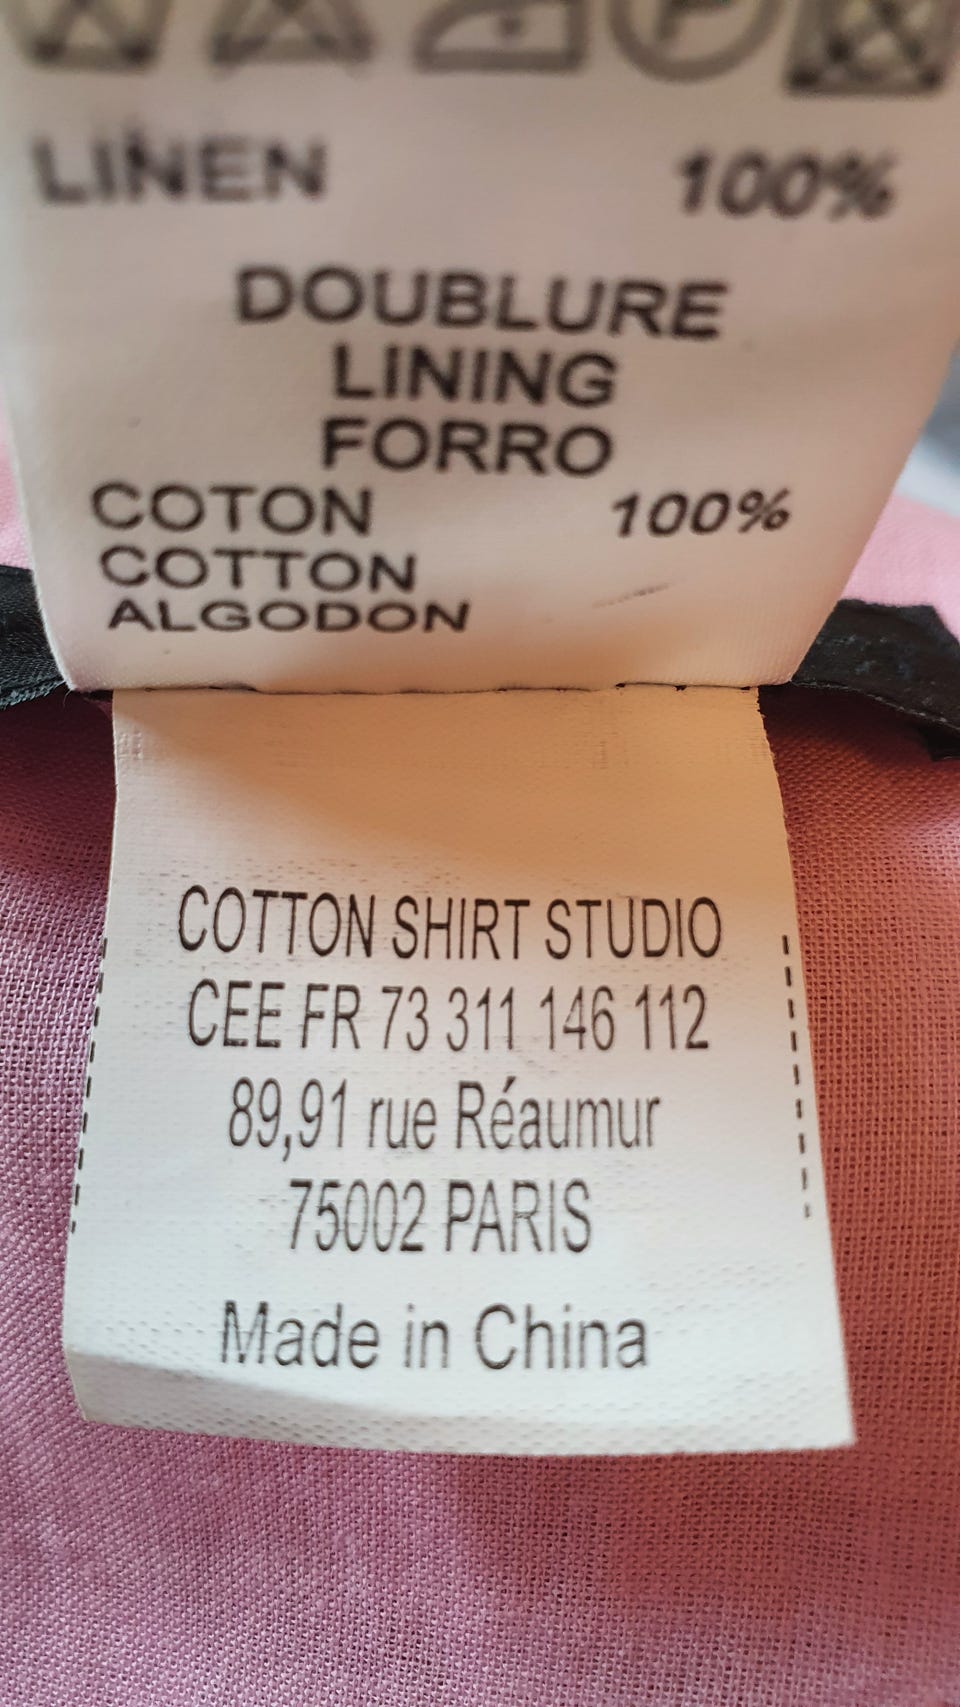 LINEN 100%
DOUBLURE
LINING
FORRO
COTON 100%
COTTON
ALGODON
COTTON SHIRT STUDIO
CEE FR 73 311 146 112
89,91 rue Réaumur
75002 PARIS
Made in China